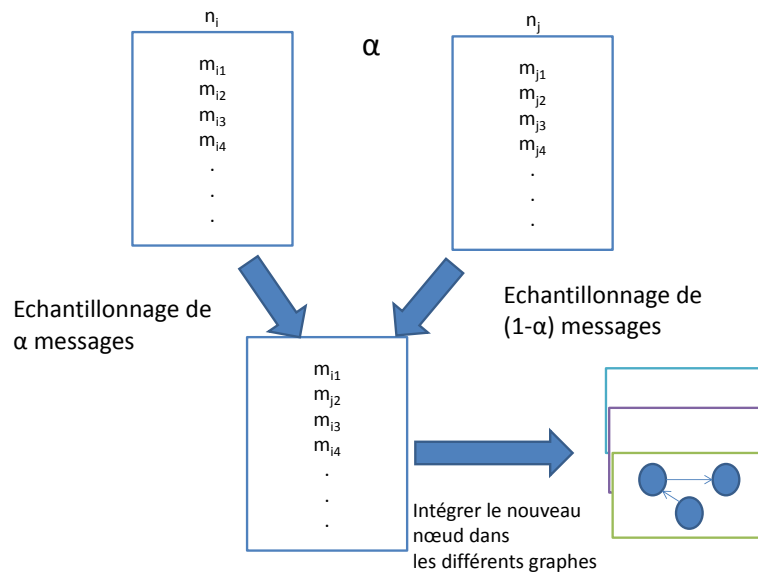 n_i
α
n_j
m_i1
m_i2
m_i3
m_i4
.
.
.
m_j1
m_j2
m_j3
m_j4
.
.
.
Echantillonnage de
α messages
Echantillonnage de
(1-α) messages
m_i1
m_j2
m_i3
m_i4
.
.
.
Intégrer le nouveau
nœud dans
les différents graphes